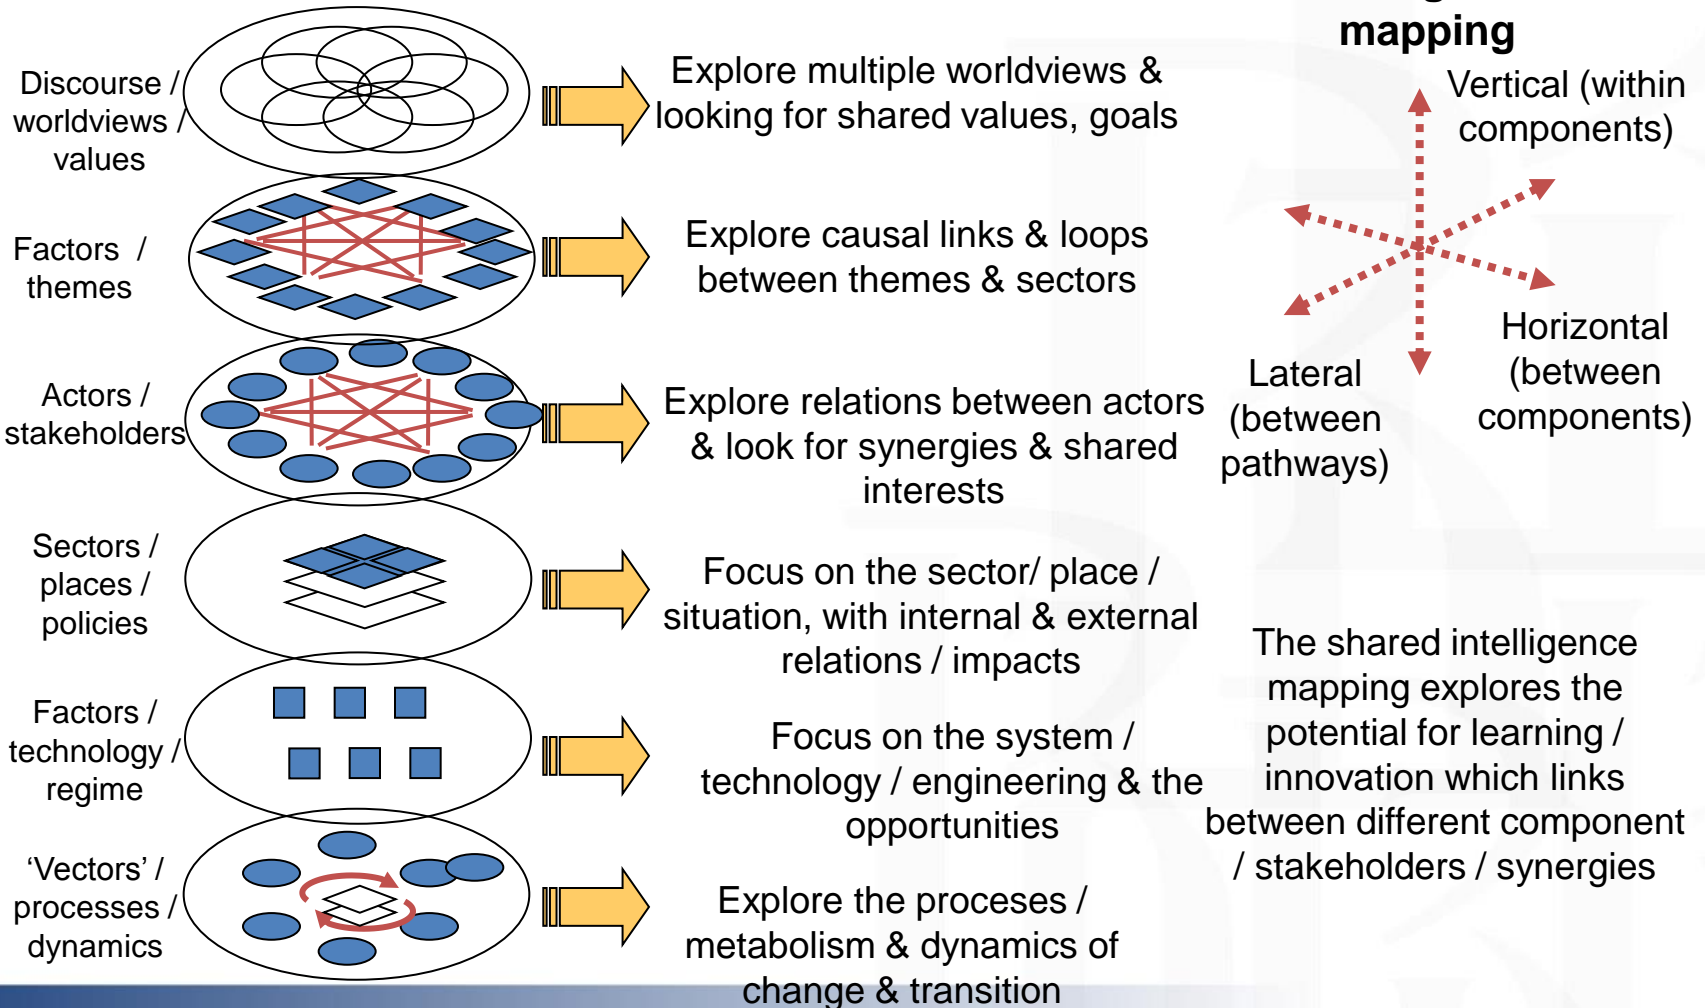 mapping
Discourse /
worldviews /
values
Explore multiple worldviews &
looking for shared values, goals
Vertical (within
components)
Factors /
themes
Explore causal links & loops
between themes & sectors
Horizontal
(between
components)
Lateral
(between
pathways)
Actors /
stakeholders
Explore relations between actors
& look for synergies & shared
interests
Sectors /
places /
policies
Focus on the sector/ place /
situation, with internal & external
relations / impacts
The shared intelligence
mapping explores the
potential for learning /
innovation which links
between different component
/ stakeholders / synergies
Factors /
technology /
regime
Focus on the system /
technology / engineering & the
opportunities
‘Vectors’ /
processes /
dynamics
Explore the proceses /
metabolism & dynamics of
change & transition